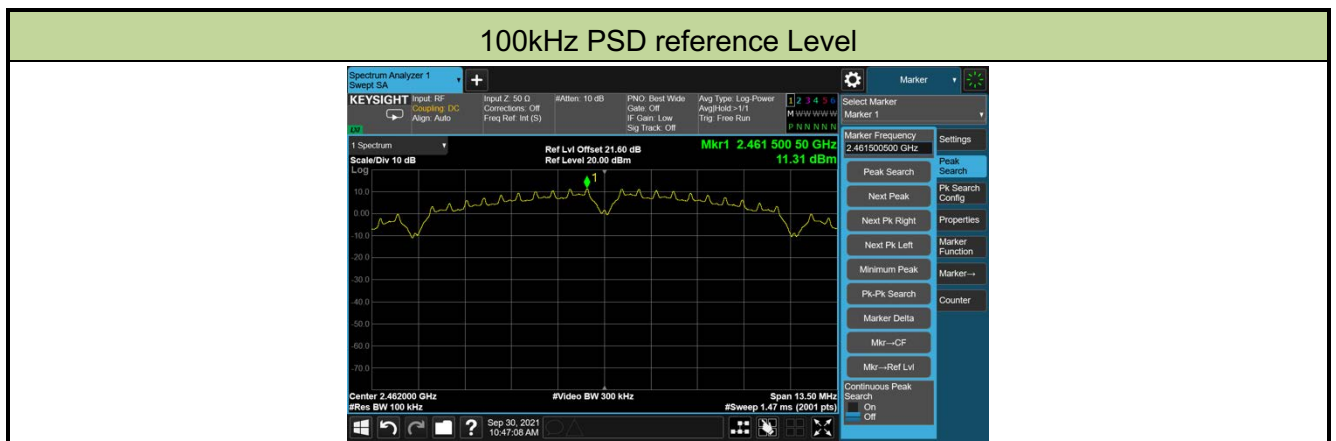 100kHz PSD reference Level
Spectrum Analyzer 1
Swept SA
+
Marker
KEYSIGHT
Input: RF
Coupling: DC
Align: Auto
Input Z: 50 Ω
Corrections: Off
Freq Ref: Int (S)
#Atten: 10 dB
PNO: Best Wide
Gate: Off
IF Gain: Low
Sig Track: Off
Avg Type: Log-Power
Avg|Hold:>1/1
Trig: Free Run
1 2 3 4 5 6
M W W W W W
P N N N N N
Select Marker
Marker 1
1 Spectrum
Scale/Div 10 dB
Log
Ref Lvl Offset 21.60 dB
Ref Level 20.00 dBm
Mkr1 2.461 500 50 GHz
11.31 dBm
1
10.0
0.00
-10.0
-20.0
-30.0
-40.0
-50.0
-60.0
-70.0
Center 2.462000 GHz
#Res BW 100 kHz
#Video BW 300 kHz
Span 13.50 MHz
#Sweep 1.47 ms (2001 pts)
Marker Frequency
2.461500500 GHz
Peak Search
Next Peak
Next Pk Right
Next Pk Left
Minimum Peak
Pk-Pk Search
Marker Delta
Mkr→CF
Mkr→Ref Lvl
Continuous Peak
Search
On
Off
Settings
Peak
Search
Pk Search
Config
Properties
Marker
Function
Marker→
Counter
?
Sep 30, 2021
10:47:08 AM